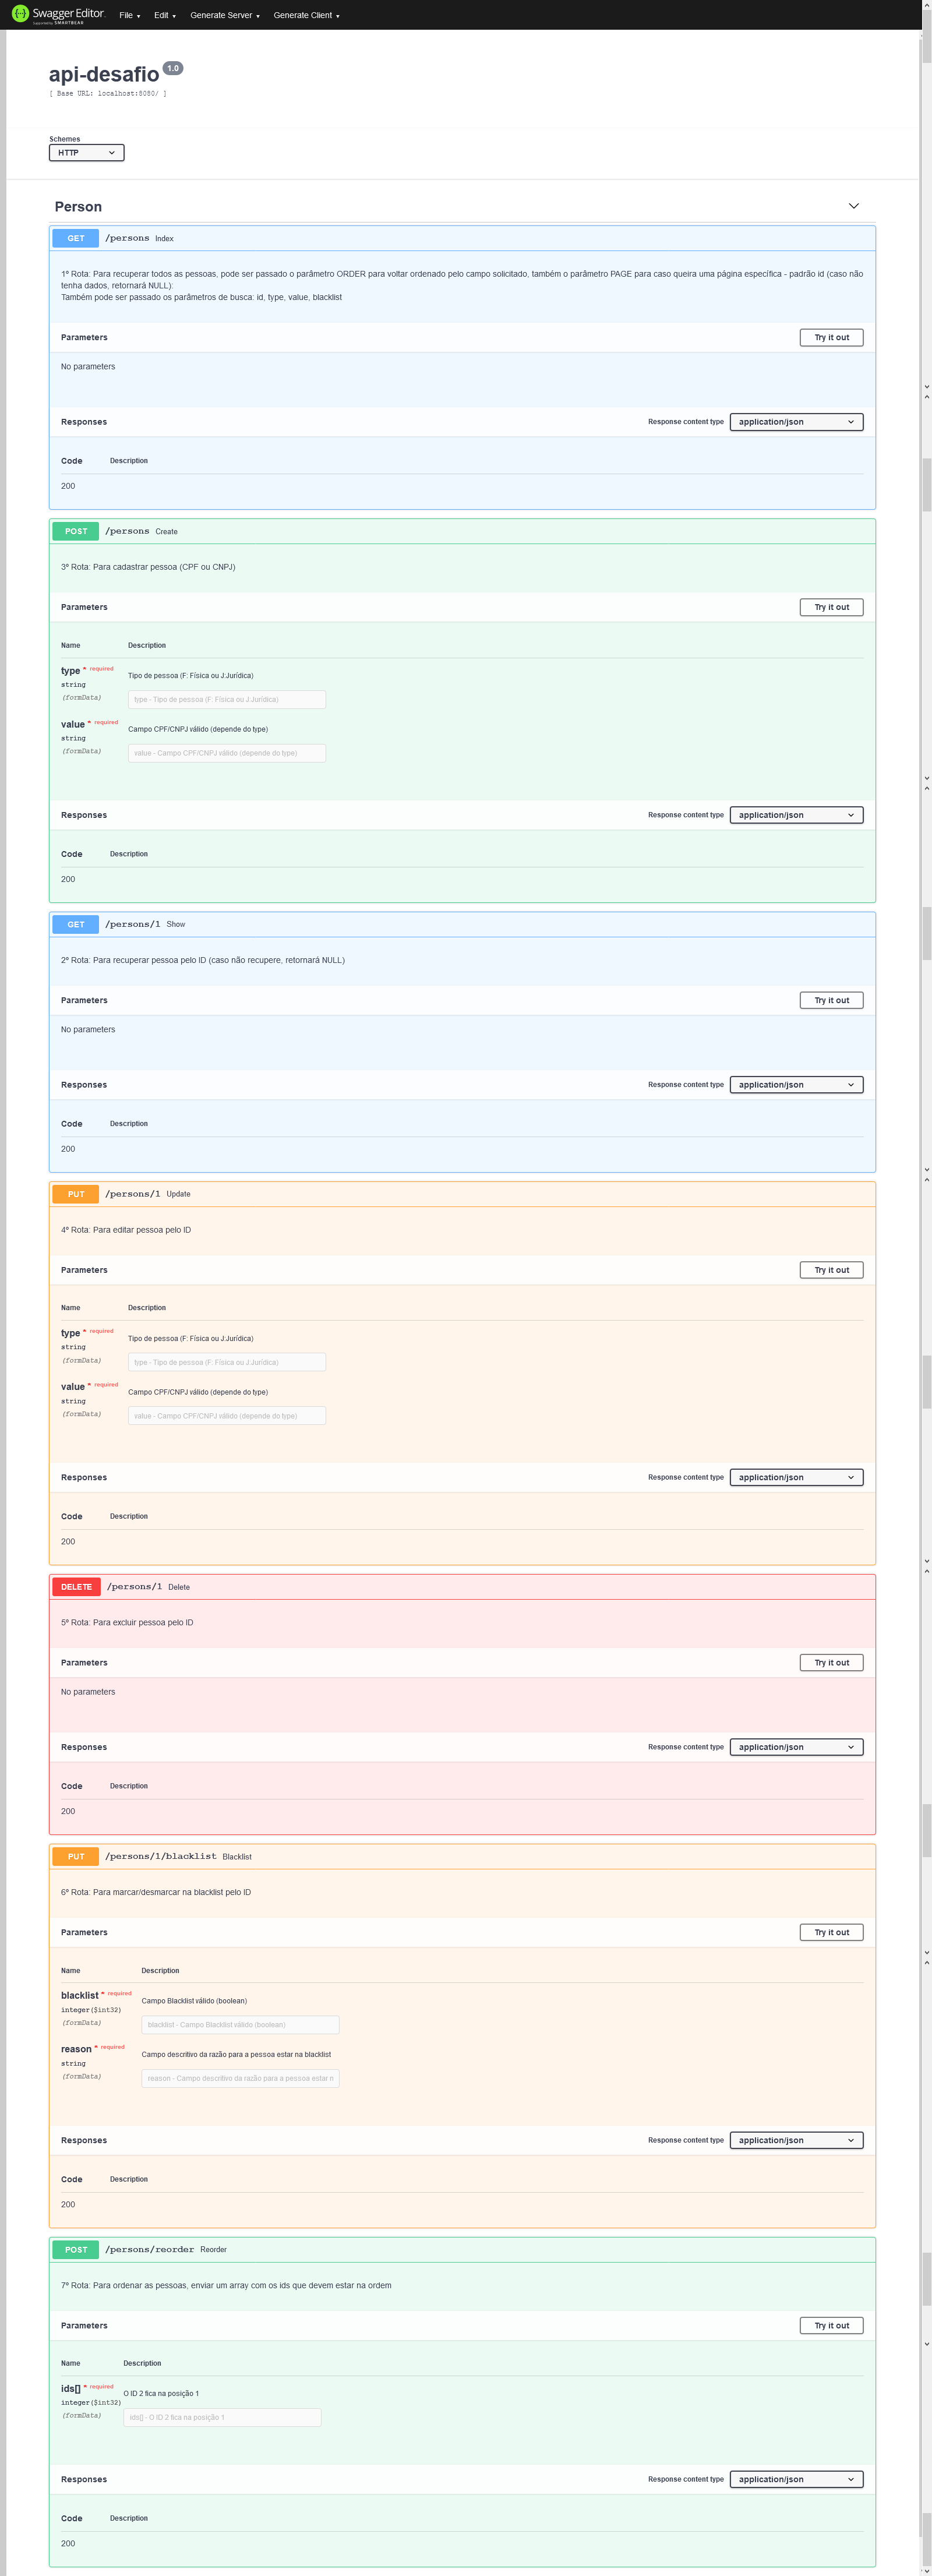 Swagger Editor.
Supported by SMARTBEAR
File ▾ Edit ▾ Generate Server ▾ Generate Client ▾
api-desafio 1.0
[ Base URL: localhost:8080/ ]
Schemes
HTTP
Person
GET /persons Index
1º Rota: Para recuperar todos as pessoas, pode ser passado o parâmetro ORDER para voltar ordenado pelo campo solicitado, também o parâmetro PAGE para caso queira uma página específica - padrão id (caso não
tenha dados, retornará NULL):
Também pode ser passado os parâmetros de busca: id, type, value, blacklist
Parameters Try it out
No parameters
Responses Response content type application/json
Code Description
200
POST /persons Create
3º Rota: Para cadastrar pessoa (CPF ou CNPJ)
Parameters Try it out
Name Description
type * required Tipo de pessoa (F: Física ou J:Jurídica)
string
(formData) type - Tipo de pessoa (F: Física ou J:Jurídica)
value * required Campo CPF/CNPJ válido (depende do type)
string
(formData) value - Campo CPF/CNPJ válido (depende do type)
Responses Response content type application/json
Code Description
200
GET /persons/1 Show
2º Rota: Para recuperar pessoa pelo ID (caso não recupere, retornará NULL)
Parameters Try it out
No parameters
Responses Response content type application/json
Code Description
200
PUT /persons/1 Update
4º Rota: Para editar pessoa pelo ID
Parameters Try it out
Name Description
type * required Tipo de pessoa (F: Física ou J:Jurídica)
string
(formData) type - Tipo de pessoa (F: Física ou J:Jurídica)
value * required Campo CPF/CNPJ válido (depende do type)
string
(formData) value - Campo CPF/CNPJ válido (depende do type)
Responses Response content type application/json
Code Description
200
DELETE /persons/1 Delete
5º Rota: Para excluir pessoa pelo ID
Parameters Try it out
No parameters
Responses Response content type application/json
Code Description
200
PUT /persons/1/blacklist Blacklist
6º Rota: Para marcar/desmarcar na blacklist pelo ID
Parameters Try it out
Name Description
blacklist * required Campo Blacklist válido (boolean)
integer($int32)
(formData) blacklist - Campo Blacklist válido (boolean)
reason * required Campo descritivo da razão para a pessoa estar na blacklist
string
(formData) reason - Campo descritivo da razão para a pessoa estar n
Responses Response content type application/json
Code Description
200
POST /persons/reorder Reorder
7º Rota: Para ordenar as pessoas, enviar um array com os ids que devem estar na ordem
Parameters Try it out
Name Description
ids[] * required O ID 2 fica na posição 1
integer($int32)
(formData) ids[] - O ID 2 fica na posição 1
Responses Response content type application/json
Code Description
200